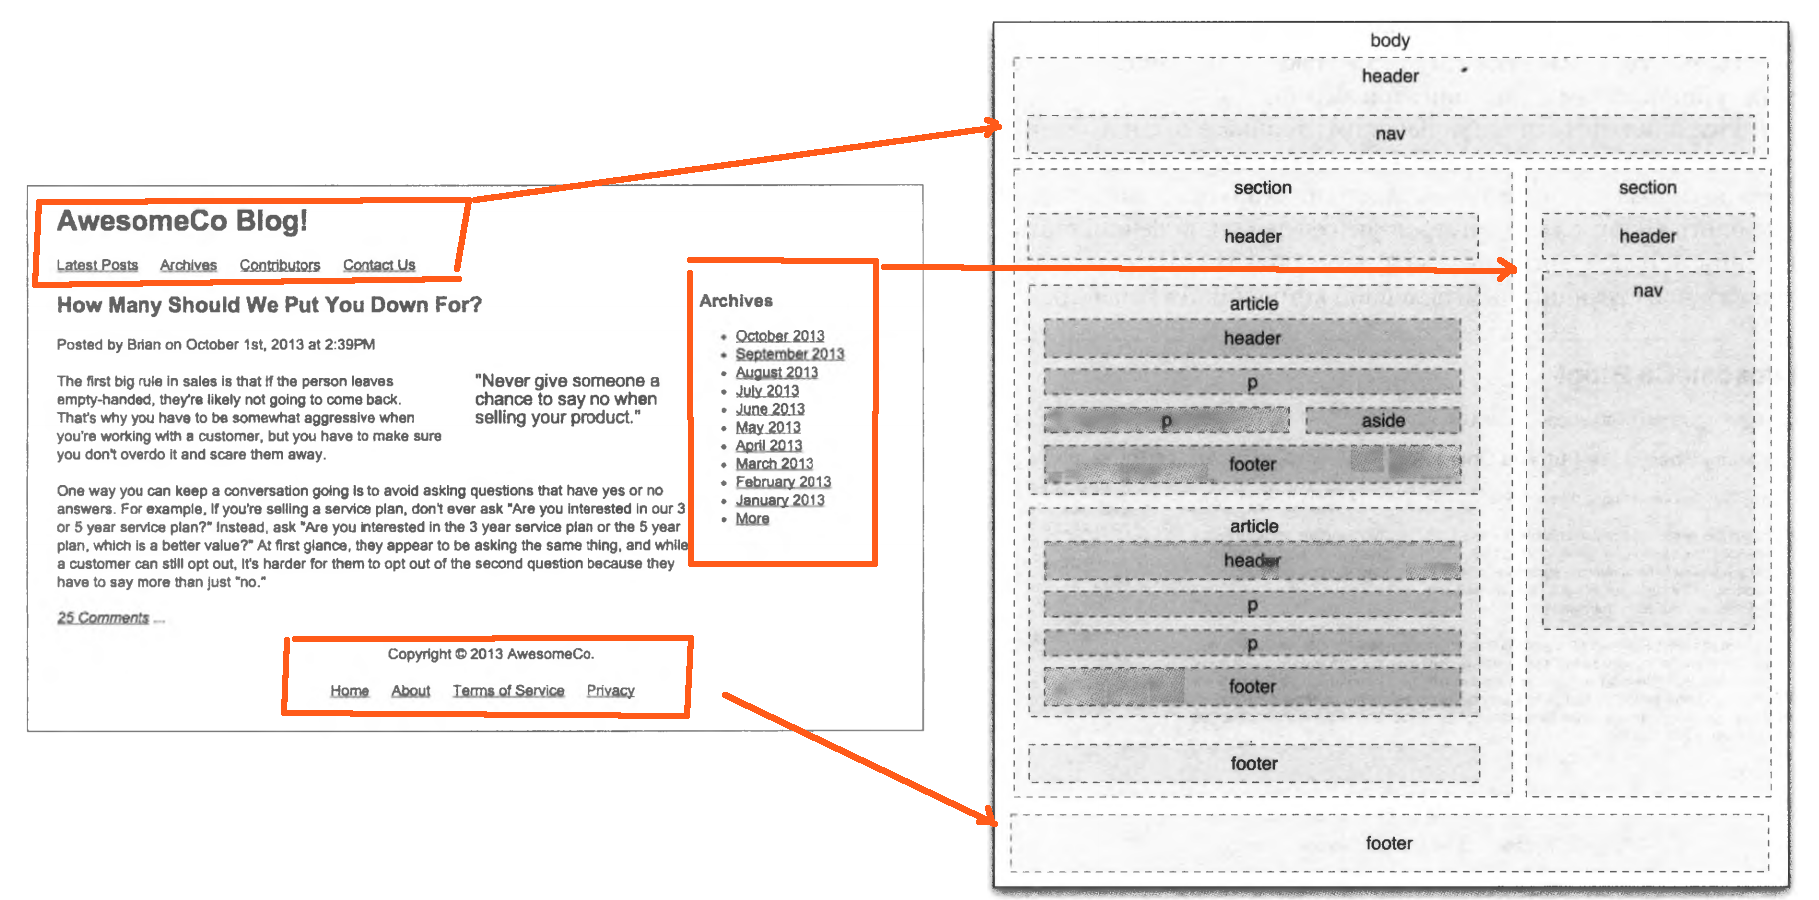 AwesomeCo Blog!
Latest Posts Archives Contributors Contact Us
How Many Should We Put You Down For?
Posted by Brian on October 1st, 2013 at 2:39PM
The first big rule in sales is that if the person leaves
empty-handed, they're likely not going to come back.
That's why you have to be somewhat aggressive when
you're working with a customer, but you have to make sure
you don't overdo it and scare them away.
"Never give someone a
chance to say no when
selling your product."
One way you can keep a conversation going is to avoid asking questions that have yes or no
answers. For example, if you're selling a service plan, don't ever ask "Are you interested in our 3
or 5 year service plan?" Instead, ask "Are you interested in the 3 year service plan or the 5 year
plan, which is a better value?" At first glance, they appear to be asking the same thing, and while
a customer can still opt out, it's harder for them to opt out of the second question because they
have to say more than just "no."
25 Comments ...
Archives
October 2013
September 2013
August 2013
July 2013
June 2013
May 2013
April 2013
March 2013
February 2013
January 2013
More
Copyright © 2013 AwesomeCo.
Home About Terms of Service Privacy
body
header
nav
section
header
article
header
p
p aside
footer
article
header
p
p
footer
footer
section
header
nav
footer